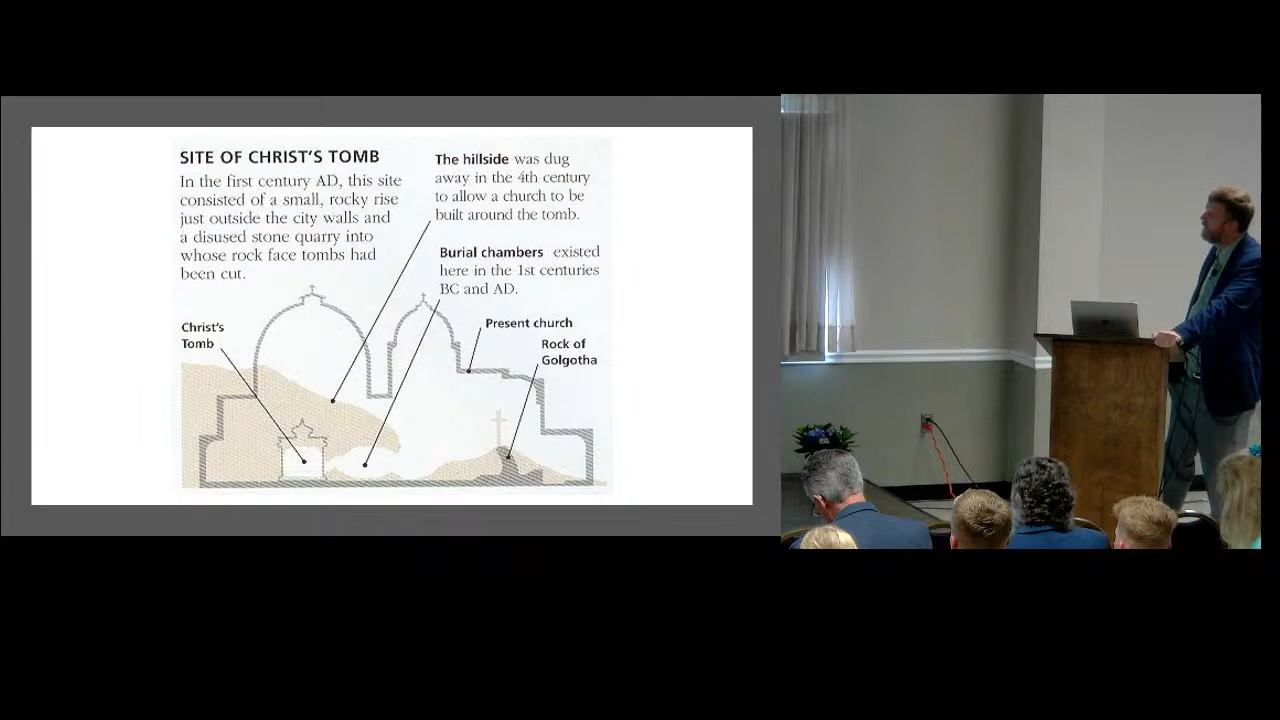 SITE OF CHRIST'S TOMB
In the first century AD, this site
consisted of a small, rocky rise
just outside the city walls and
a disused stone quarry into
whose rock face tombs had
been cut.
The hillside was dug
away in the 4th century
to allow a church to be
built around the tomb.
Burial chambers existed
here in the 1st centuries
BC and AD.
Christ's
Tomb
Present church
Rock of
Golgotha